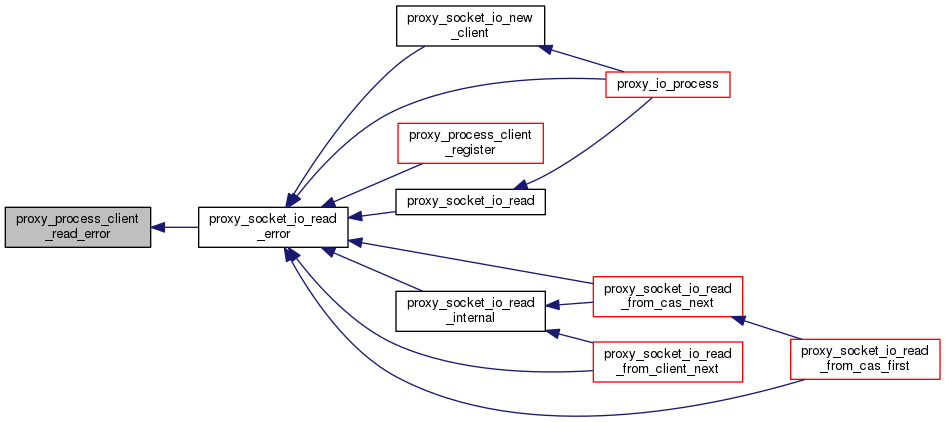 proxy_socket_io_new
_client
proxy_io_process
proxy_process_client
_register
proxy_socket_io_read
proxy_process_client
_read_error
proxy_socket_io_read
_error
proxy_socket_io_read
_from_cas_next
proxy_socket_io_read
_internal
proxy_socket_io_read
_from_client_next
proxy_socket_io_read
_from_cas_first